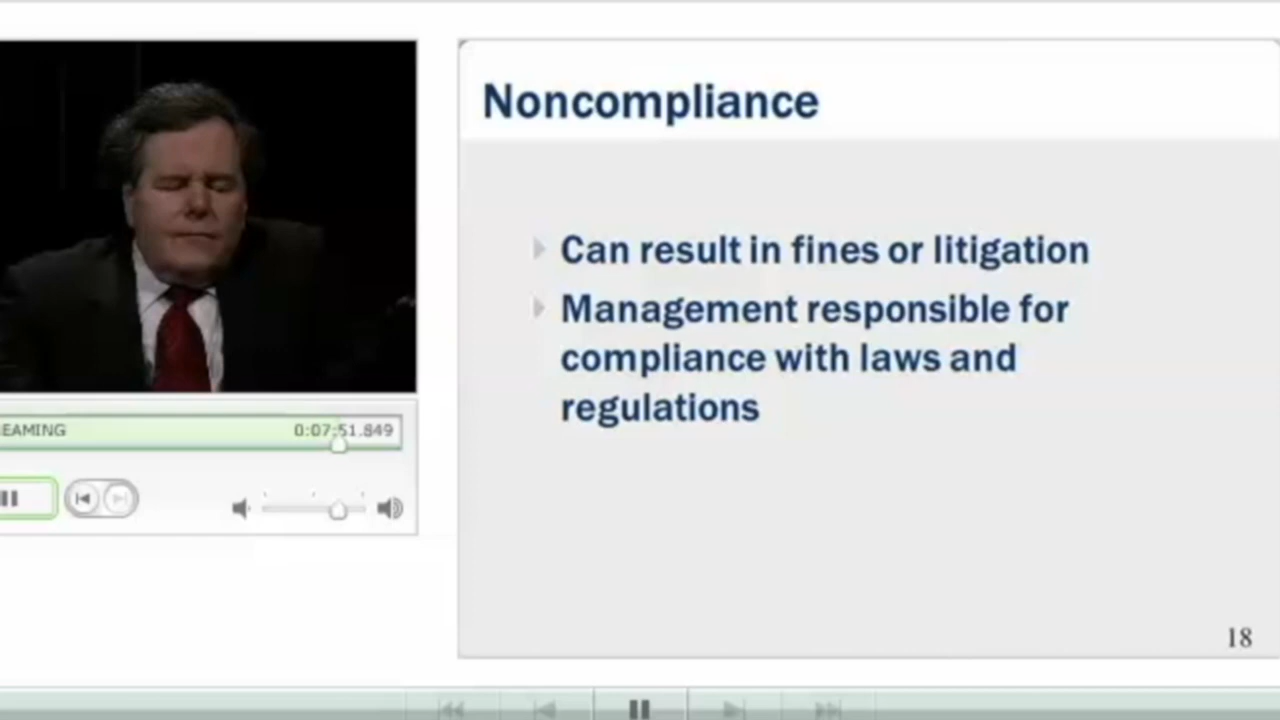 Noncompliance
Can result in fines or litigation
Management responsible for
compliance with laws and
regulations
EAMING 0:07:51.849
18